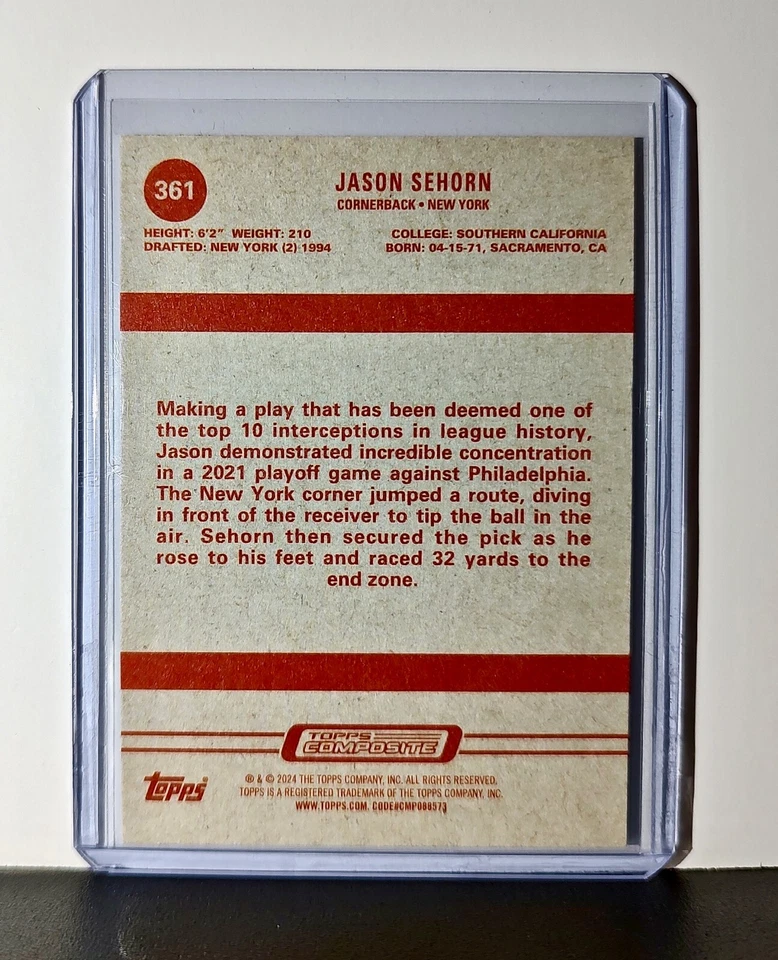 361
JASON SEHORN
CORNERBACK • NEW YORK
HEIGHT: 6'2" WEIGHT: 210 COLLEGE: SOUTHERN CALIFORNIA
DRAFTED: NEW YORK (2) 1994 BORN: 04-15-71, SACRAMENTO, CA
Making a play that has been deemed one of
the top 10 interceptions in league history,
Jason demonstrated incredible concentration
in a 2021 playoff game against Philadelphia.
The New York corner jumped a route, diving
in front of the receiver to tip the ball in the
air. Sehorn then secured the pick as he
rose to his feet and raced 32 yards to the
end zone.
TOPPS
COMPOSITE
topps
® & © 2024 THE TOPPS COMPANY, INC. ALL RIGHTS RESERVED.
TOPPS IS A REGISTERED TRADEMARK OF THE TOPPS COMPANY, INC.
WWW.TOPPS.COM. CODE#CMP088573